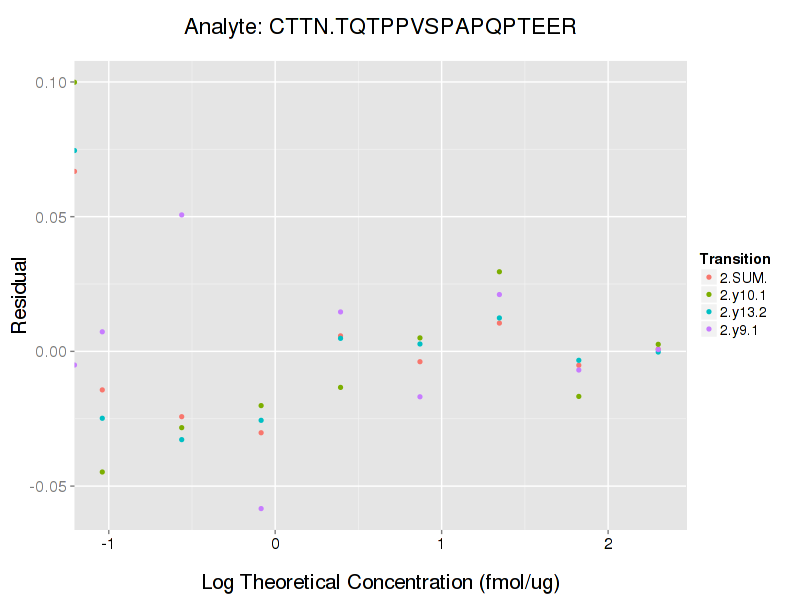 Analyte: CTTN.TQTPPVSPAPQPTEER
0.10
0.05
0.00
-0.05
Residual
-1 0 1 2
Log Theoretical Concentration (fmol/ug)
Transition
2.SUM.
2.y10.1
2.y13.2
2.y9.1